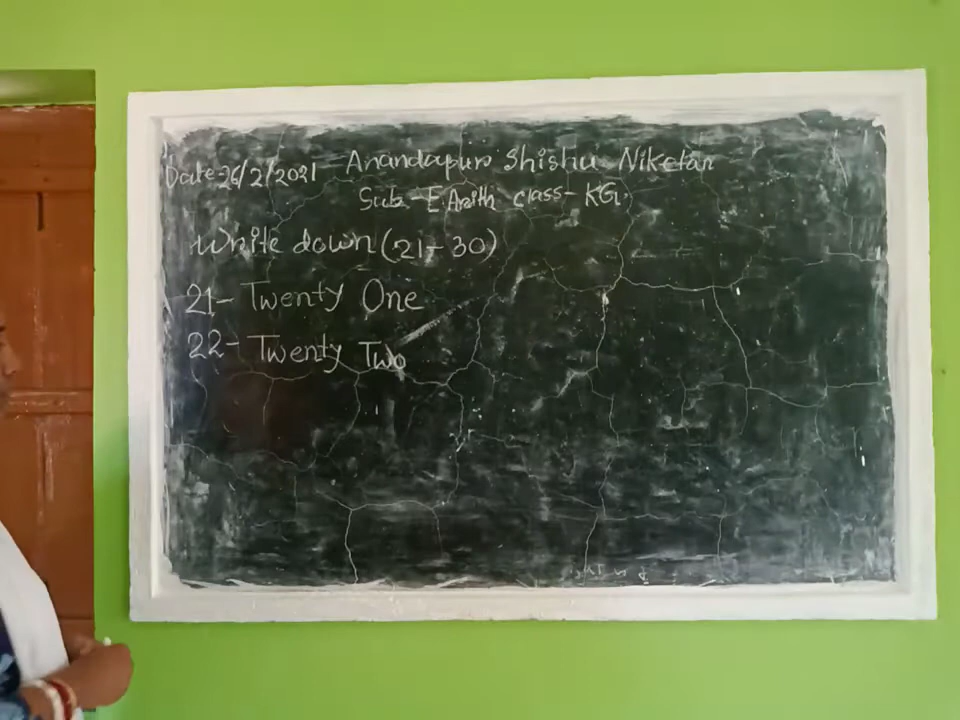 Date-26/2/2021- Anandapur Shishu Niketan
Sub-E.Arith class-KG.
White down (21-30)
21- Twenty One
22- Twenty Two